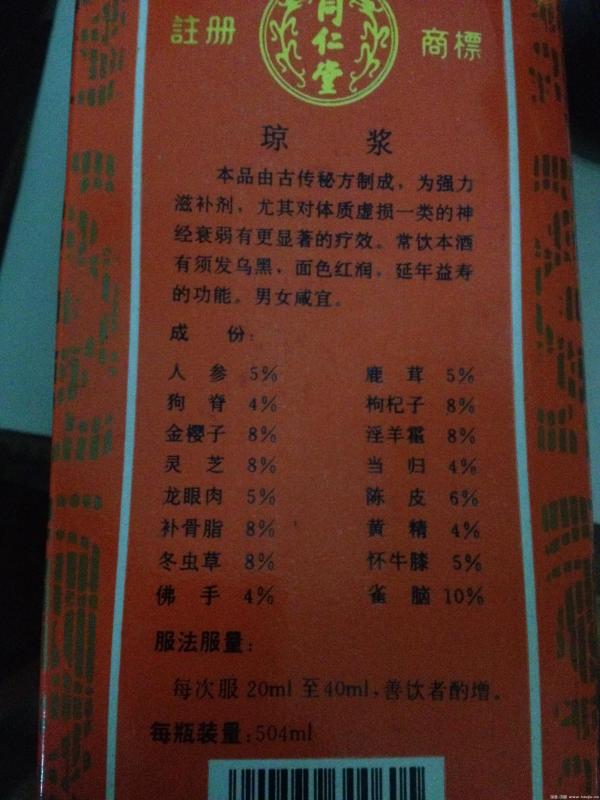 註册
仁
堂
商標
琼 浆
本品由古传秘方制成，为强力
滋补剂，尤其对体质虚损一类的神
经衰弱有更显著的疗效。常饮本酒
有须发乌黑，面色红润，延年益寿
的功能。男女咸宜。
成 份：
人 参 5% 鹿 茸 5%
狗 脊 4% 枸杞子 8%
金樱子 8% 淫羊藿 8%
灵 芝 8% 当 归 4%
龙眼肉 5% 陈 皮 6%
补骨脂 8% 黄 精 4%
冬虫草 8% 怀牛膝 5%
佛 手 4% 雀 脑 10%
服法服量：
每次服20ml至40ml，善饮者酌增。
每瓶装量：504ml